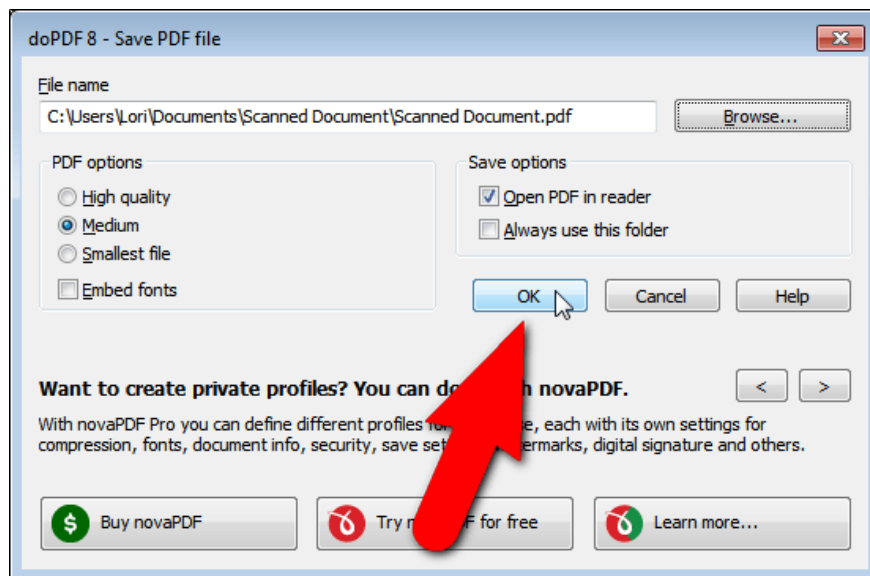 doPDF 8 - Save PDF file
File name
C:\Users\Lori\Documents\Scanned Document\Scanned Document.pdf
Browse...
PDF options
High quality
Medium
Smallest file
Embed fonts
Save options
Open PDF in reader
Always use this folder
OK
Cancel
Help
Want to create private profiles? You can do novaPDF.
< >
With novaPDF Pro you can define different profiles each with its own settings for
compression, fonts, document info, security, save digital signature and others.
$
Buy novaPDF
Try for free
Learn more...